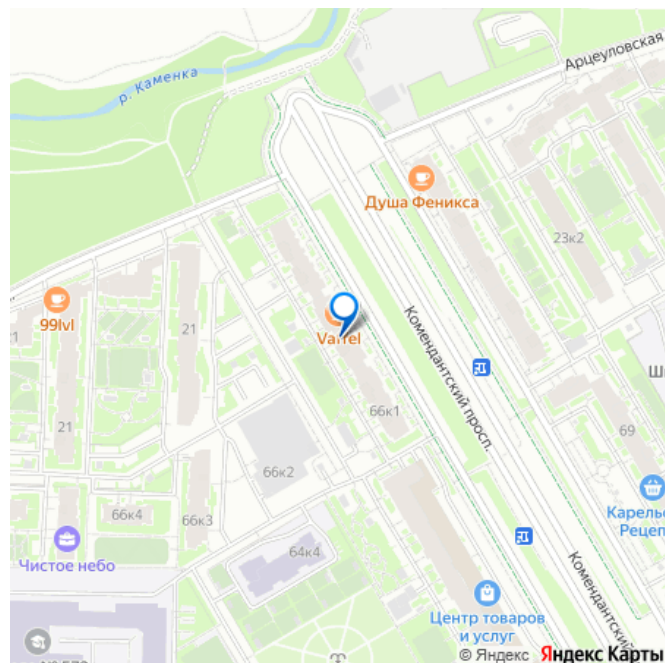 Арцеуловская
р. Каменка
Душа Феникса
23к2
99lvl
21
Varrel
Комендантский просп.
21
66к1
69
66к2
Карельс
Рецеп
66к4
66к3
Чистое небо
64к4
Комендантский
Центр товаров
и услуг
© Яндекс Яндекс Карты